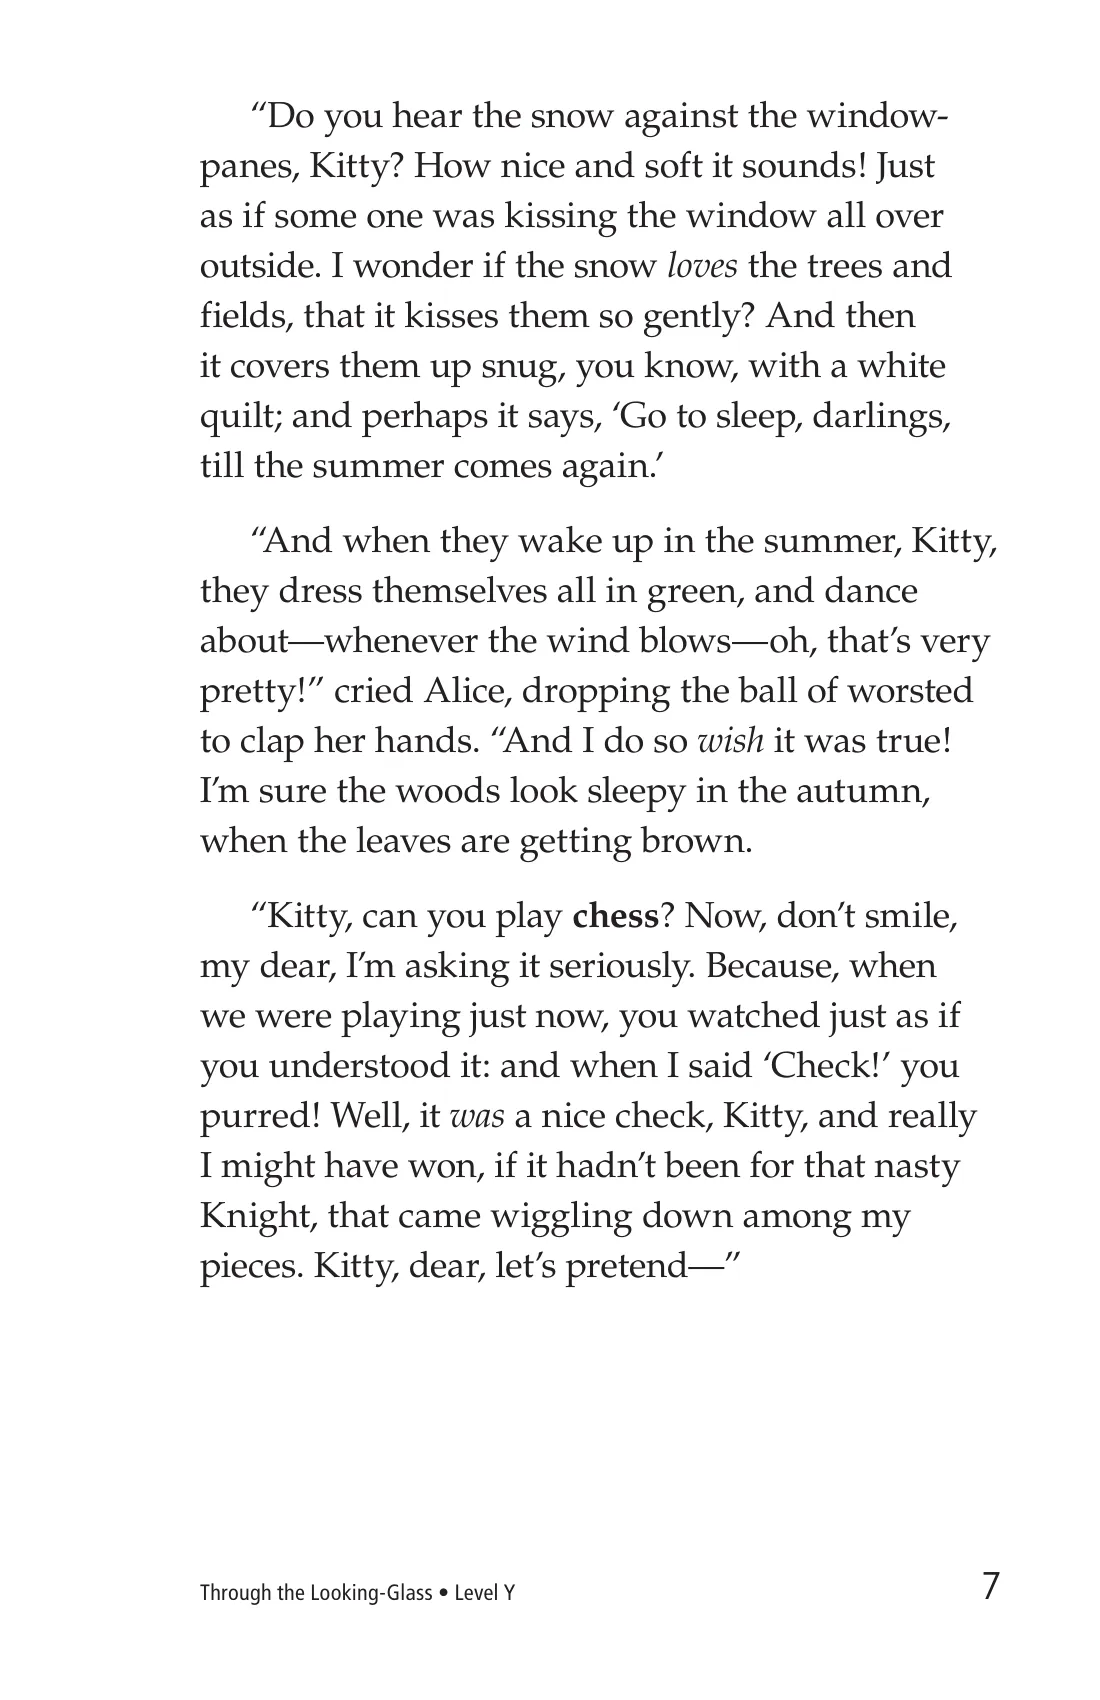 “Do you hear the snow against the window-
panes, Kitty? How nice and soft it sounds! Just
as if some one was kissing the window all over
outside. I wonder if the snow loves the trees and
fields, that it kisses them so gently? And then
it covers them up snug, you know, with a white
quilt; and perhaps it says, ‘Go to sleep, darlings,
till the summer comes again.’
“And when they wake up in the summer, Kitty,
they dress themselves all in green, and dance
about—whenever the wind blows—oh, that’s very
pretty!” cried Alice, dropping the ball of worsted
to clap her hands. “And I do so wish it was true!
I’m sure the woods look sleepy in the autumn,
when the leaves are getting brown.
“Kitty, can you play chess? Now, don’t smile,
my dear, I’m asking it seriously. Because, when
we were playing just now, you watched just as if
you understood it: and when I said ‘Check!’ you
purred! Well, it was a nice check, Kitty, and really
I might have won, if it hadn’t been for that nasty
Knight, that came wiggling down among my
pieces. Kitty, dear, let’s pretend—”
Through the Looking-Glass • Level Y
7